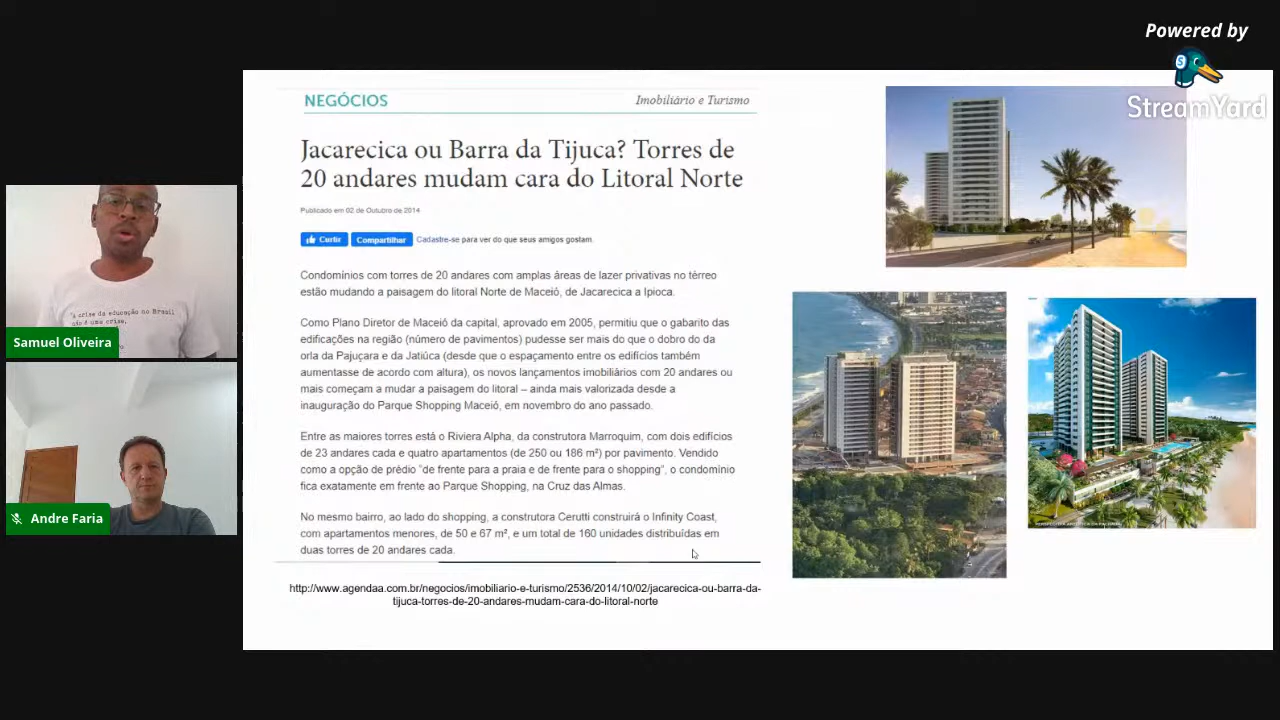 Powered by
StreamYard
NEGÓCIOS
Imobiliário e Turismo
Jacarecica ou Barra da Tijuca? Torres de
20 andares mudam cara do Litoral Norte
Publicado em 02 de Outubro de 2014
Curtir
Compartilhar
Cadastre-se para ver do que seus amigos gostam.
Condomínios com torres de 20 andares com amplas áreas de lazer privativas no térreo
estão mudando a paisagem do litoral Norte de Maceió, de Jacarecica a Ipioca.
Como Plano Diretor de Maceió da capital, aprovado em 2005, permitiu que o gabarito das
edificações na região (número de pavimentos) pudesse ser mais do que o dobro do da
orla da Pajuçara e da Jatiúca (desde que o espaçamento entre os edifícios também
aumentasse de acordo com altura), os novos lançamentos imobiliários com 20 andares ou
mais começam a mudar a paisagem do litoral – ainda mais valorizada desde a
inauguração do Parque Shopping Maceió, em novembro do ano passado.
Entre as maiores torres está o Riviera Alpha, da construtora Marroquim, com dois edifícios
de 23 andares cada e quatro apartamentos (de 250 ou 186 m²) por pavimento. Vendido
como a opção de prédio “de frente para a praia e de frente para o shopping”, o condomínio
fica exatamente em frente ao Parque Shopping, na Cruz das Almas.
No mesmo bairro, ao lado do shopping, a construtora Cerutti construirá o Infinity Coast,
com apartamentos menores, de 50 e 67 m², e um total de 160 unidades distribuídas em
duas torres de 20 andares cada.
http://www.agendaa.com.br/negocios/imobiliario-e-turismo/2536/2014/10/02/jacarecica-ou-barra-da-
tijuca-torres-de-20-andares-mudam-cara-do-litoral-norte
"a crise da educação no Brasil
não é uma crise,
Samuel Oliveira
Andre Faria